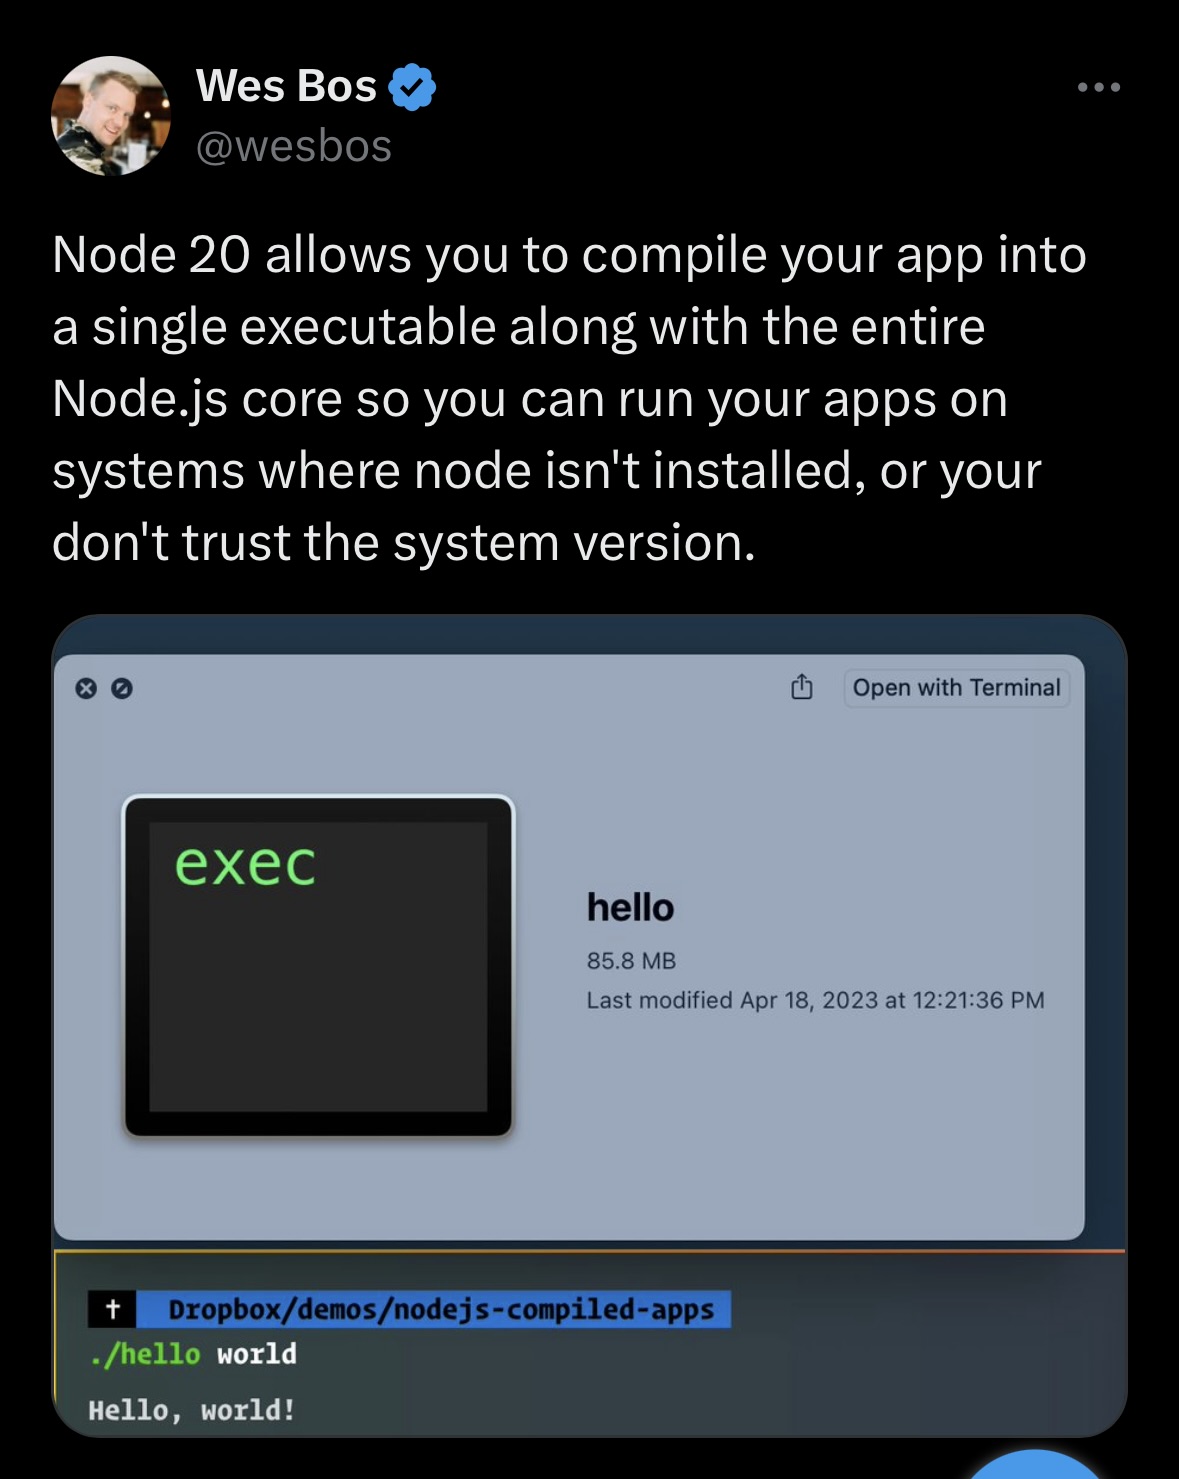 Wes Bos
@wesbos
Node 20 allows you to compile your app into
a single executable along with the entire
Node.js core so you can run your apps on
systems where node isn't installed, or your
don't trust the system version.
Open with Terminal
exec
hello
85.8 MB
Last modified Apr 18, 2023 at 12:21:36 PM
† Dropbox/demos/nodejs-compiled-apps
./hello world
Hello, world!